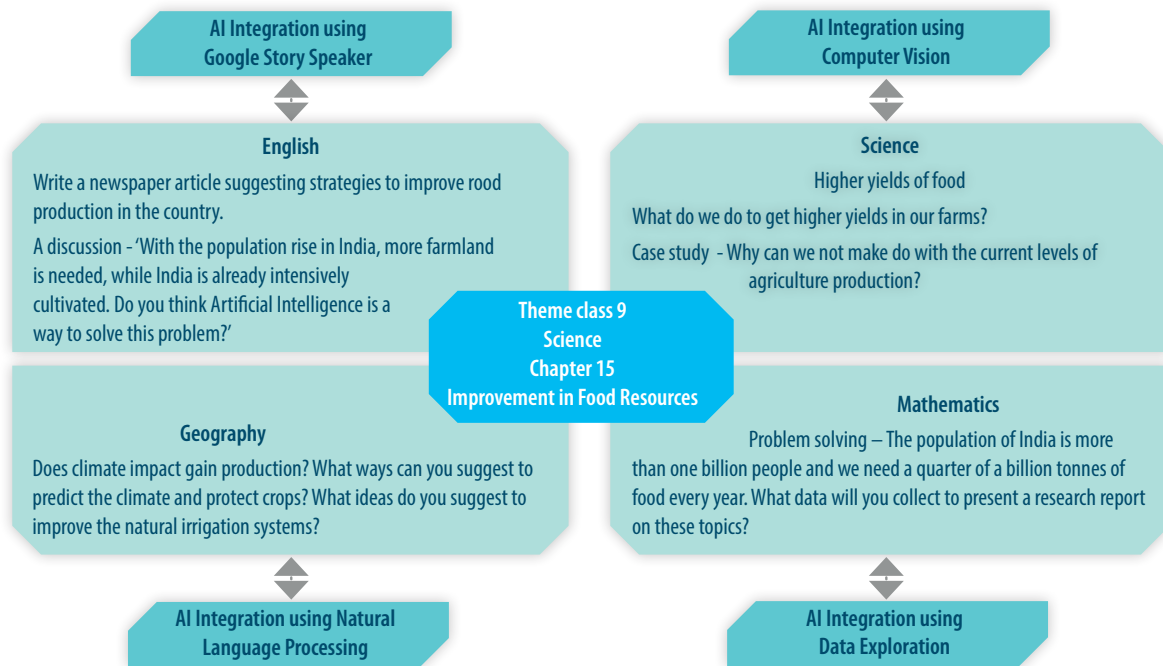 AI Integration using
Google Story Speaker
AI Integration using
Computer Vision
English
Write a newspaper article suggesting strategies to improve rood
production in the country.
A discussion - ‘With the population rise in India, more farmland
is needed, while India is already intensively
cultivated. Do you think Artificial Intelligence is a
way to solve this problem?’
Science
Higher yields of food
What do we do to get higher yields in our farms?
Case study - Why can we not make do with the current levels of
agriculture production?
Theme class 9
Science
Chapter 15
Improvement in Food Resources
Geography
Does climate impact gain production? What ways can you suggest to
predict the climate and protect crops? What ideas do you suggest to
improve the natural irrigation systems?
Mathematics
Problem solving – The population of India is more
than one billion people and we need a quarter of a billion tonnes of
food every year. What data will you collect to present a research report
on these topics?
AI Integration using Natural
Language Processing
AI Integration using
Data Exploration